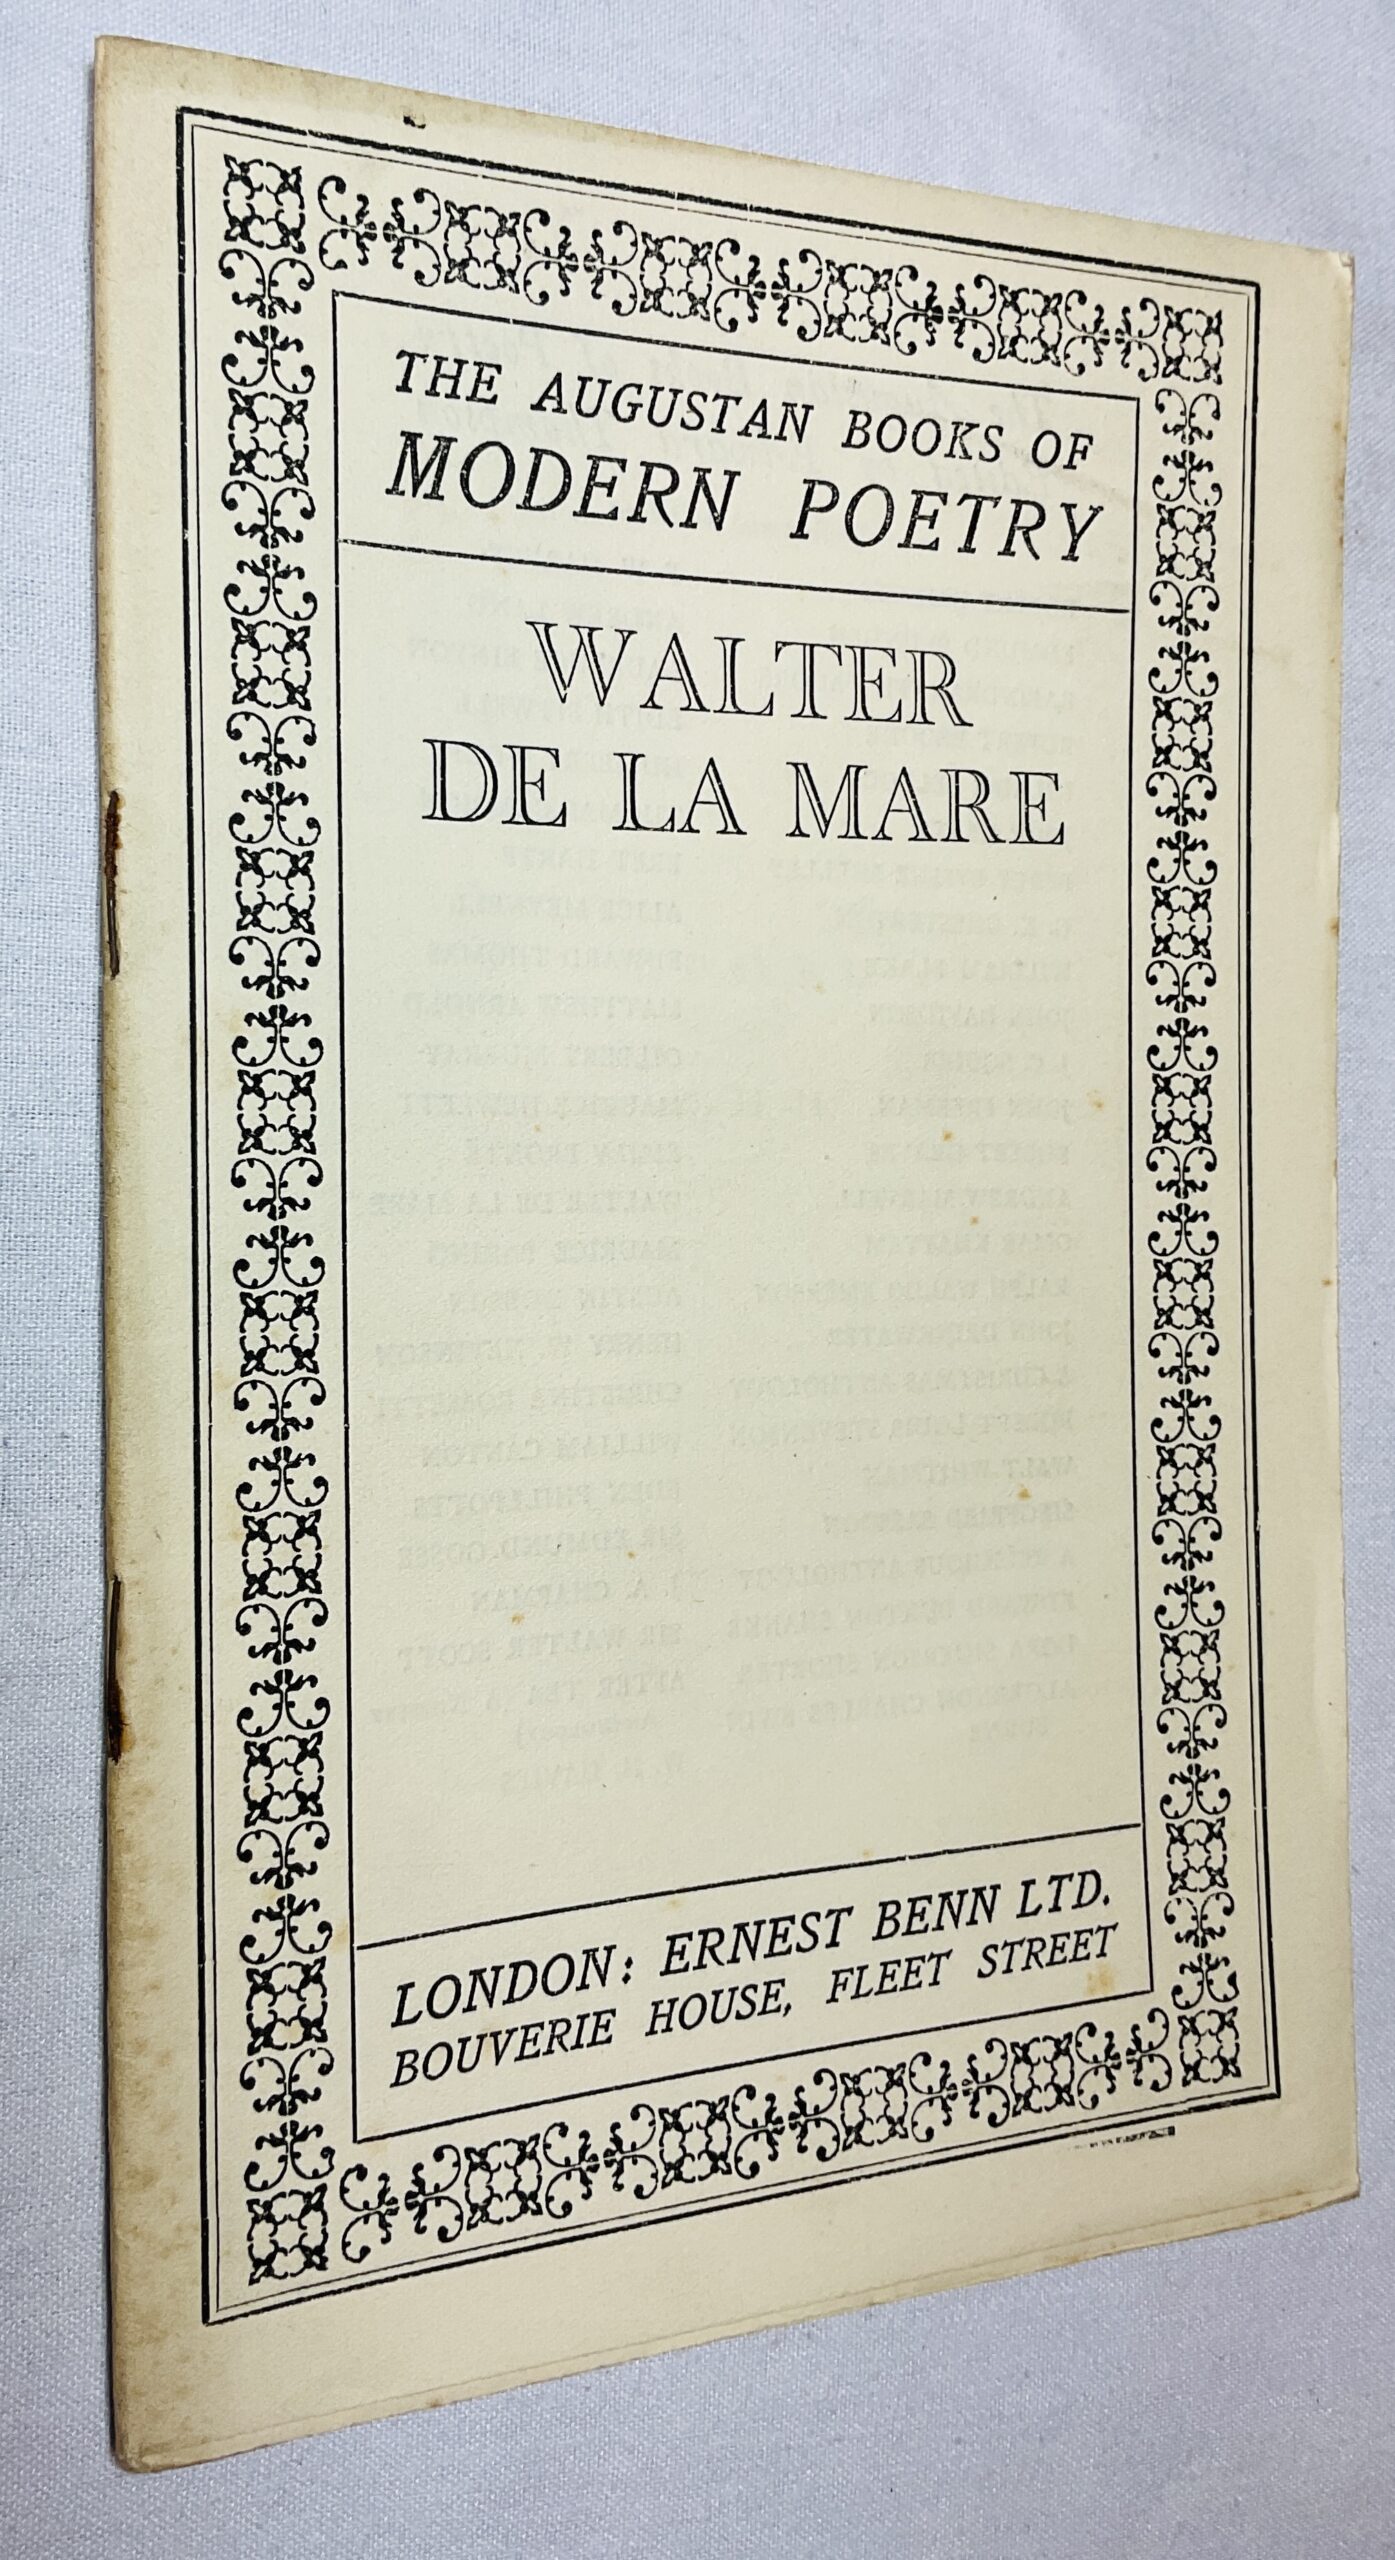 THE AUGUSTAN BOOKS OF
MODERN POETRY
WALTER
DE LA MARE
LONDON: ERNEST BENN LTD.
BOUVERIE HOUSE, FLEET STREET